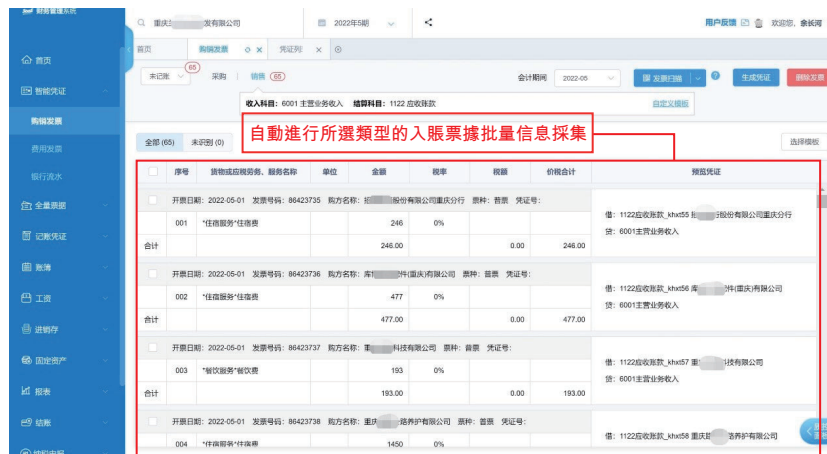 财务管理系统
重庆 发有限公司
2022年5期
用户反馈
欢迎您，余长河
首页
购销发票
凭证列
首页
未记账
65
采购
销售 65
会计期间 2022-05
发票扫描
生成凭证
删除发票
智能凭证
收入科目：6001 主营业务收入 结算科目：1122 应收账款
自定义模板
购销发票
全部 (65) 未识别 (0)
自動進行所選類型的入賬票據批量信息採集
选择模板
费用发票
银行流水
序号 货物或应税劳务、服务名称 单位 金额 税率 税额 价税合计 预览凭证
全量票据
开票日期：2022-05-01 发票号码：86423735 购方名称： 股份有限公司重庆分行 票种：普票 凭证号：
001 *住宿服务*住宿费 246 0%
借：1122应收账款_khxt55 股份有限公司重庆分行
贷：6001主营业务收入
合计 246.00 0.00 246.00
记账凭证
账簿
开票日期：2022-05-01 发票号码：86423736 购方名称： 件(重庆)有限公司 票种：普票 凭证号：
002 *住宿服务*住宿费 477 0%
借：1122应收账款_khxt56 件(重庆)有限公司
贷：6001主营业务收入
合计 477.00 0.00 477.00
工资
进销存
开票日期：2022-05-01 发票号码：86423737 购方名称：重 科技有限公司 票种：普票 凭证号：
003 *餐饮服务*餐饮费 193 0%
借：1122应收账款_khxt57 重 技有限公司
贷：6001主营业务收入
合计 193.00 0.00 193.00
固定资产
报表
结账
开票日期：2022-05-01 发票号码：86423738 购方名称：重庆 路养护有限公司 票种：普票 凭证号：
004 *住宿服务*住宿费 1450 0%
借：1122应收账款_khxt58 重庆 路养护有限公司
纳税申报